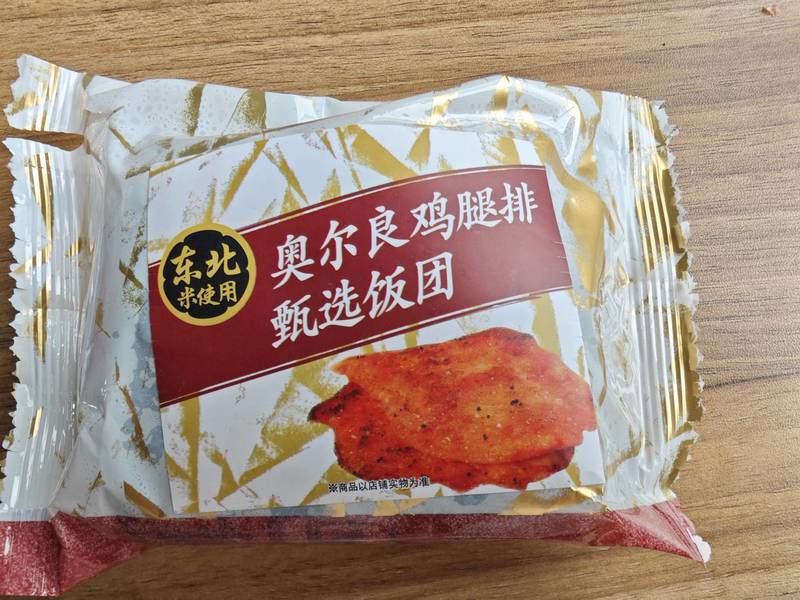 东北
米使用
奥尔良鸡腿排
甄选饭团
※商品以店铺实物为准